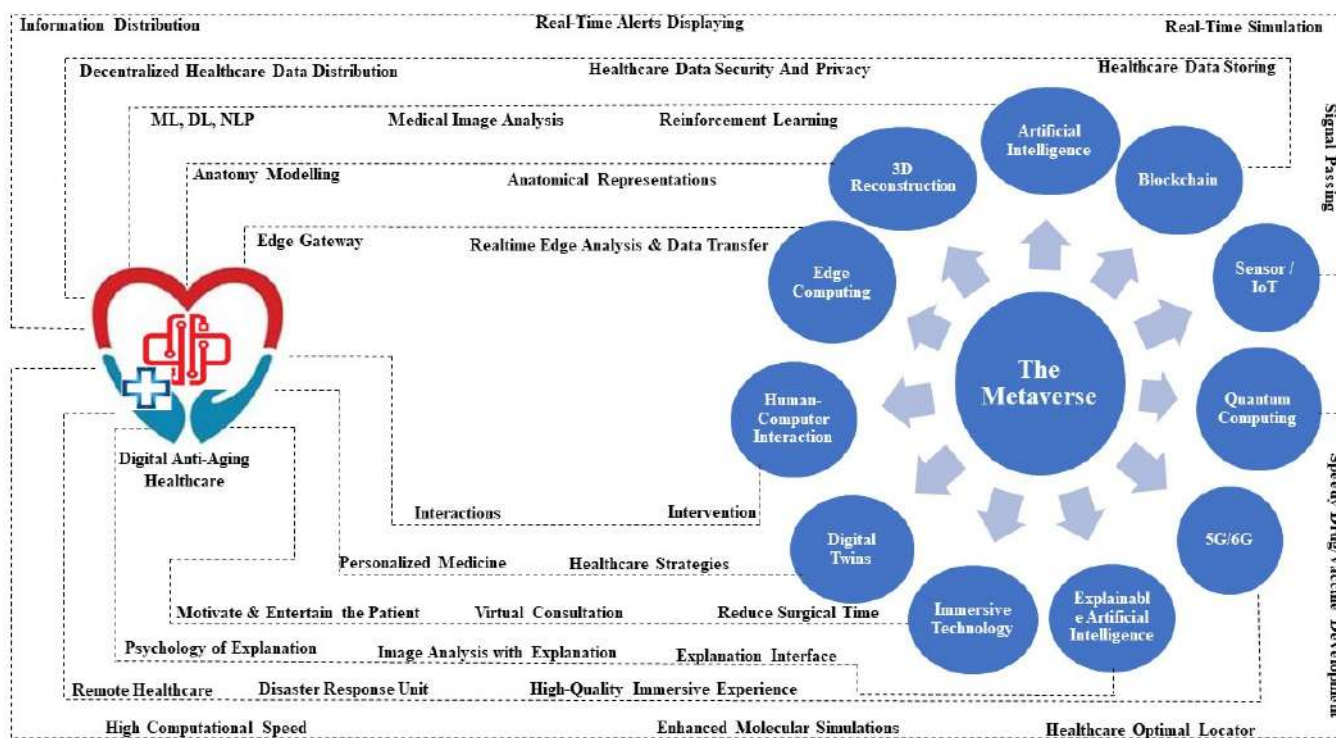 Information Distribution
Real-Time Alerts Displaying
Real-Time Simulation
Decentralized Healthcare Data Distribution
Healthcare Data Security And Privacy
Healthcare Data Storing
ML, DL, NLP
Medical Image Analysis
Reinforcement Learning
Anatomy Modelling
Anatomical Representations
Edge Gateway
Realtime Edge Analysis & Data Transfer
Signal Passing
Artificial
Intelligence
3D
Reconstruction
Blockchain
Edge
Computing
Sensor /
IoT
The
Metaverse
Human-
Computer
Interaction
Quantum
Computing
Digital Anti-Aging
Healthcare
Interactions
Intervention
Digital
Twins
5G/6G
Personalized Medicine
Healthcare Strategies
Immersive
Technology
Explainabl
e Artificial
Intelligence
Motivate & Entertain the Patient
Virtual Consultation
Reduce Surgical Time
Psychology of Explanation
Image Analysis with Explanation
Explanation Interface
Remote Healthcare
Disaster Response Unit
High-Quality Immersive Experience
Speedy Drug/Vaccine Development
High Computational Speed
Enhanced Molecular Simulations
Healthcare Optimal Locator